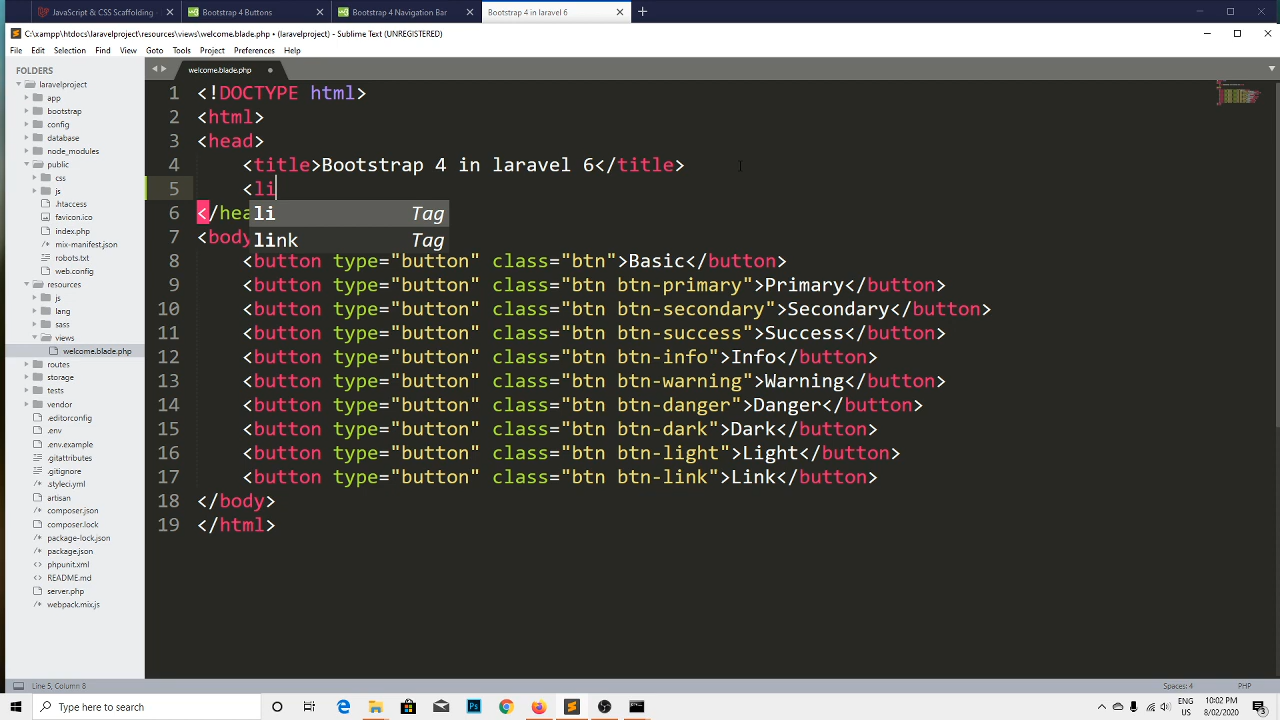 JavaScript & CSS Scaffolding -
Bootstrap 4 Buttons
Bootstrap 4 Navigation Bar
Bootstrap 4 in laravel 6
C:\xampp\htdocs\laravelproject\resources\views\welcome.blade.php • (laravelproject) - Sublime Text (UNREGISTERED)
File Edit Selection Find View Goto Tools Project Preferences Help
FOLDERS
laravelproject
app
bootstrap
config
database
node_modules
public
css
js
.htaccess
favicon.ico
index.php
mix-manifest.json
robots.txt
web.config
resources
js
lang
sass
views
welcome.blade.php
routes
storage
tests
vendor
.editorconfig
.env
.env.example
.gitattributes
.gitignore
.styleci.yml
artisan
composer.json
composer.lock
package-lock.json
package.json
phpunit.xml
README.md
server.php
webpack.mix.js
welcome.blade.php
1 <!DOCTYPE html>
2 <html>
3 <head>
4 <title>Bootstrap 4 in laravel 6</title>
5 <li
6 </hea
li Tag
7 <body
link Tag
8 <button type="button" class="btn">Basic</button>
9 <button type="button" class="btn btn-primary">Primary</button>
10 <button type="button" class="btn btn-secondary">Secondary</button>
11 <button type="button" class="btn btn-success">Success</button>
12 <button type="button" class="btn btn-info">Info</button>
13 <button type="button" class="btn btn-warning">Warning</button>
14 <button type="button" class="btn btn-danger">Danger</button>
15 <button type="button" class="btn btn-dark">Dark</button>
16 <button type="button" class="btn btn-light">Light</button>
17 <button type="button" class="btn btn-link">Link</button>
18 </body>
19 </html>
Line 5, Column 8
Spaces: 4
PHP
Type here to search
ENG
US
10:02 PM
8/02/2020